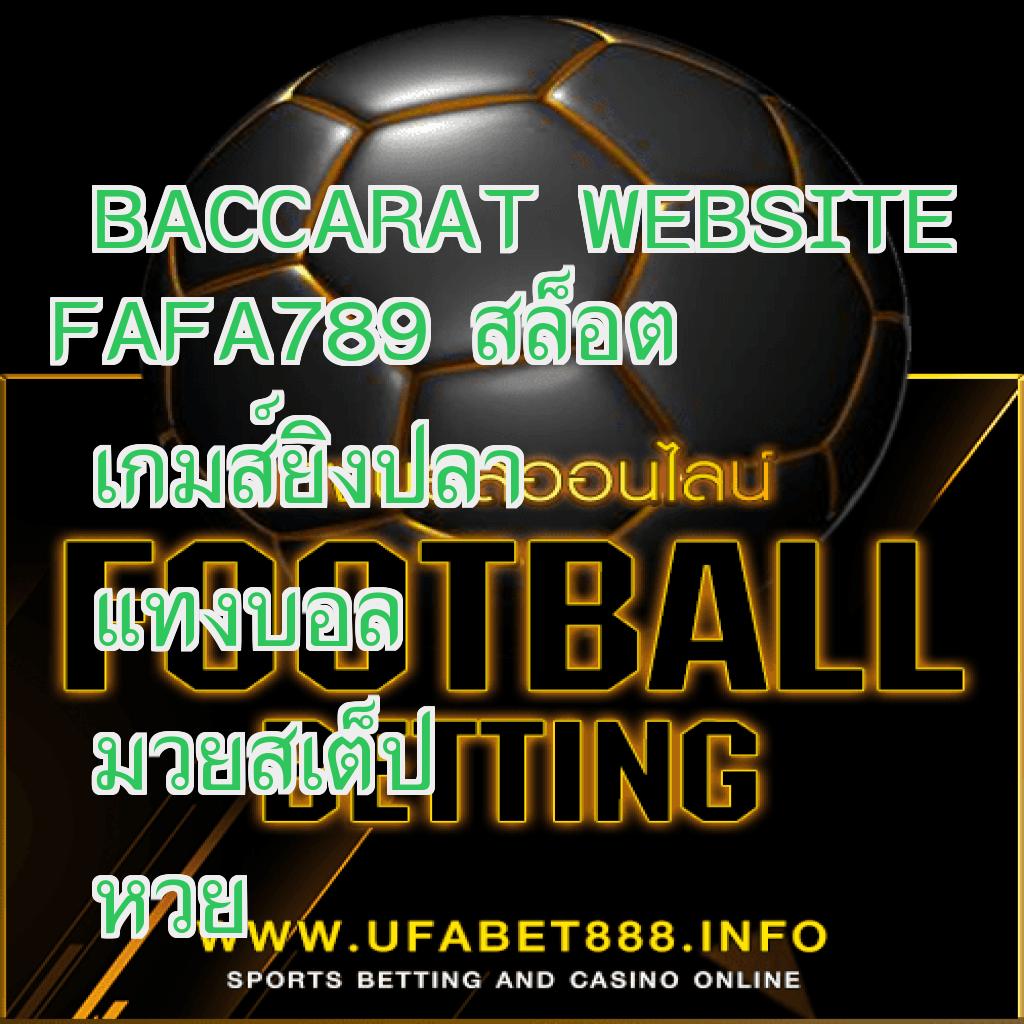 BACCARAT WEBSITE
FAFA789 สล็อต
เกมส์ยิงปลา
แทงบอล
มวยสเต็ป
หวย
ออนไลน์
FOOTBALL
BETTING
WWW.UFABET888.INFO
SPORTS BETTING AND CASINO ONLINE